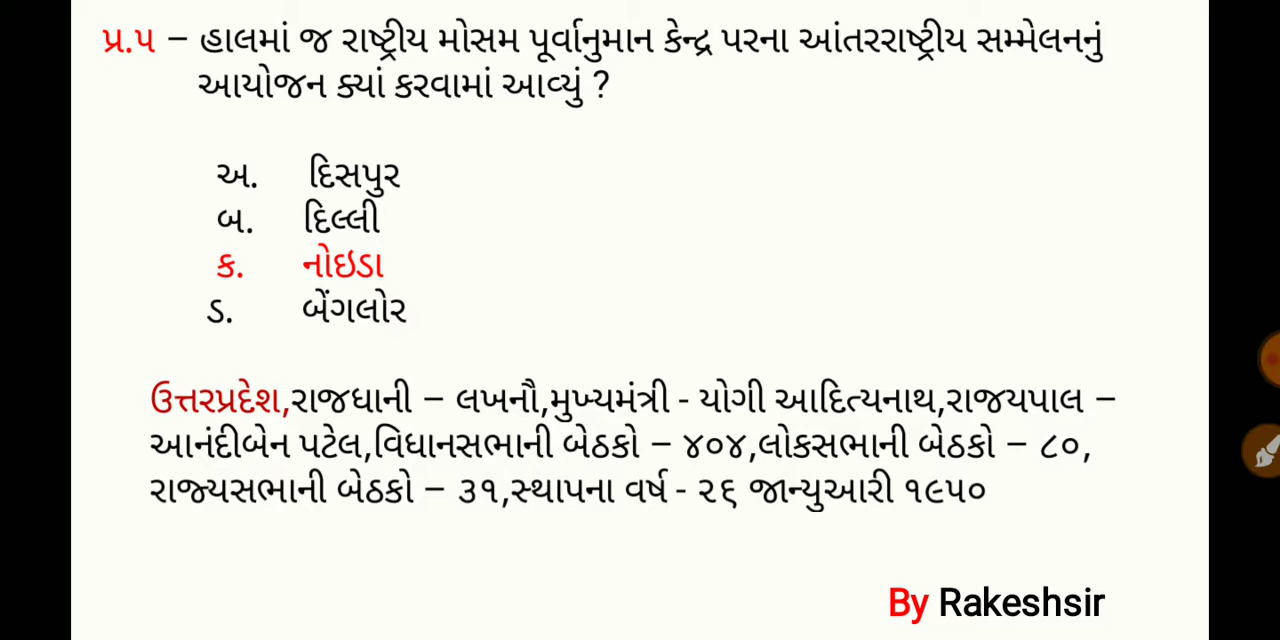 પ્ર.૫ – હાલમાં જ રાષ્ટ્રીય મોસમ પૂર્વાનુમાન કેન્દ્ર પરના આંતરરાષ્ટ્રીય સમ્મેલનનું
આયોજન ક્યાં કરવામાં આવ્યું ?
અ. દિસપુર
બ. દિલ્લી
ક. નોઇડા
ડ. બેંગલોર
ઉત્તરપ્રદેશ,રાજધાની – લખનૌ,મુખ્યમંત્રી - યોગી આદિત્યનાથ,રાજયપાલ –
આનંદીબેન પટેલ,વિધાનસભાની બેઠકો – ૪૦૪,લોકસભાની બેઠકો – ૮૦,
રાજ્યસભાની બેઠકો – ૩૧,સ્થાપના વર્ષ - ૨૬ જાન્યુઆરી ૧૯૫૦
By Rakeshsir